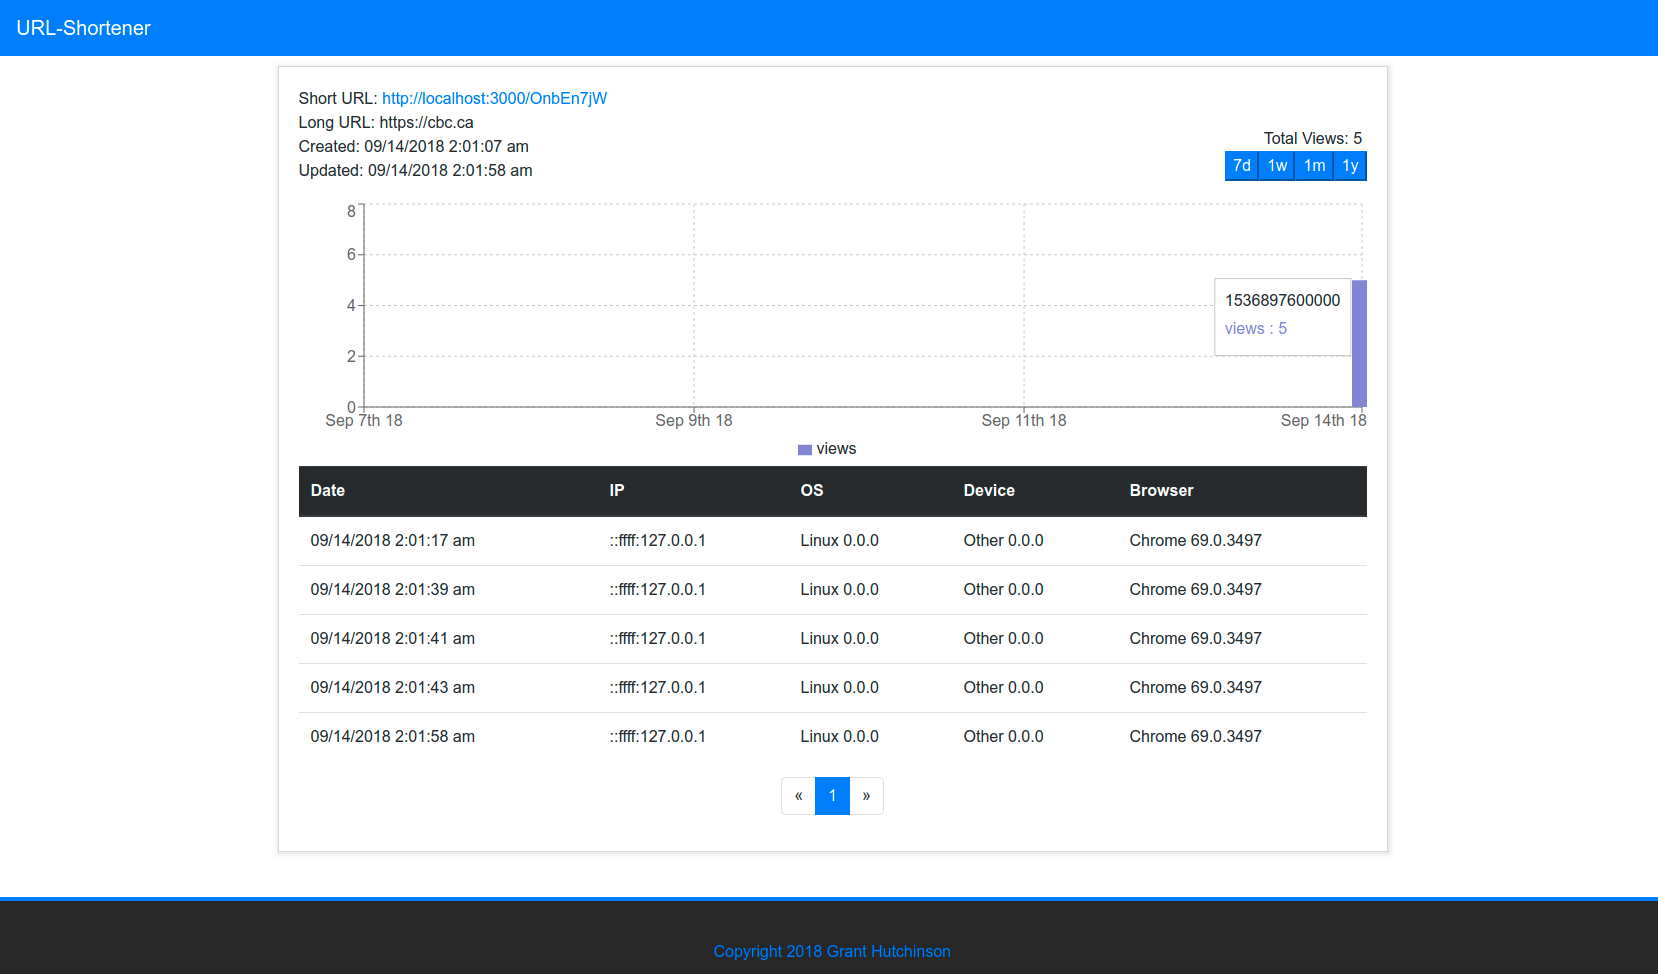 URL-Shortener
Short URL: http://localhost:3000/OnbEn7jW
Long URL: https://cbc.ca
Created: 09/14/2018 2:01:07 am
Updated: 09/14/2018 2:01:58 am
Total Views: 5
7d 1w 1m 1y
8
6
4
2
0
1536897600000
views : 5
Sep 7th 18 Sep 9th 18 Sep 11th 18 Sep 14th 18
views
Date IP OS Device Browser
09/14/2018 2:01:17 am ::ffff:127.0.0.1 Linux 0.0.0 Other 0.0.0 Chrome 69.0.3497
09/14/2018 2:01:39 am ::ffff:127.0.0.1 Linux 0.0.0 Other 0.0.0 Chrome 69.0.3497
09/14/2018 2:01:41 am ::ffff:127.0.0.1 Linux 0.0.0 Other 0.0.0 Chrome 69.0.3497
09/14/2018 2:01:43 am ::ffff:127.0.0.1 Linux 0.0.0 Other 0.0.0 Chrome 69.0.3497
09/14/2018 2:01:58 am ::ffff:127.0.0.1 Linux 0.0.0 Other 0.0.0 Chrome 69.0.3497
« 1 »
Copyright 2018 Grant Hutchinson